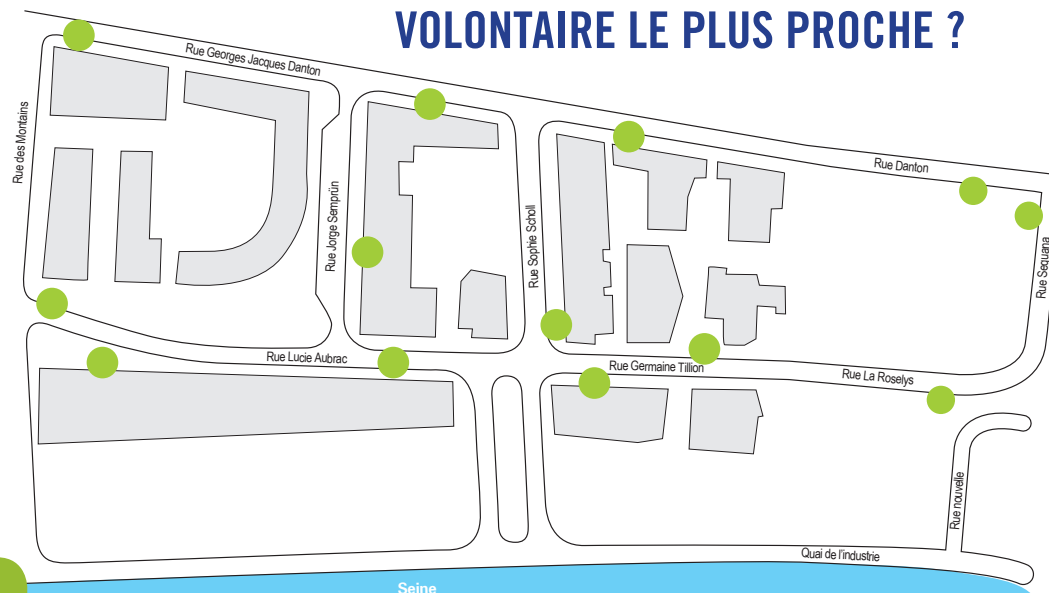 VOLONTAIRE LE PLUS PROCHE ?
Rue Georges Jacques Danton
Rue des Montains
Rue Danton
Rue Jorge Semprün
Rue Sophie Scholl
Rue Sequana
Rue Lucie Aubrac
Rue Germaine Tillion
Rue La Roselys
Rue nouvelle
Quai de l'industrie
Seine